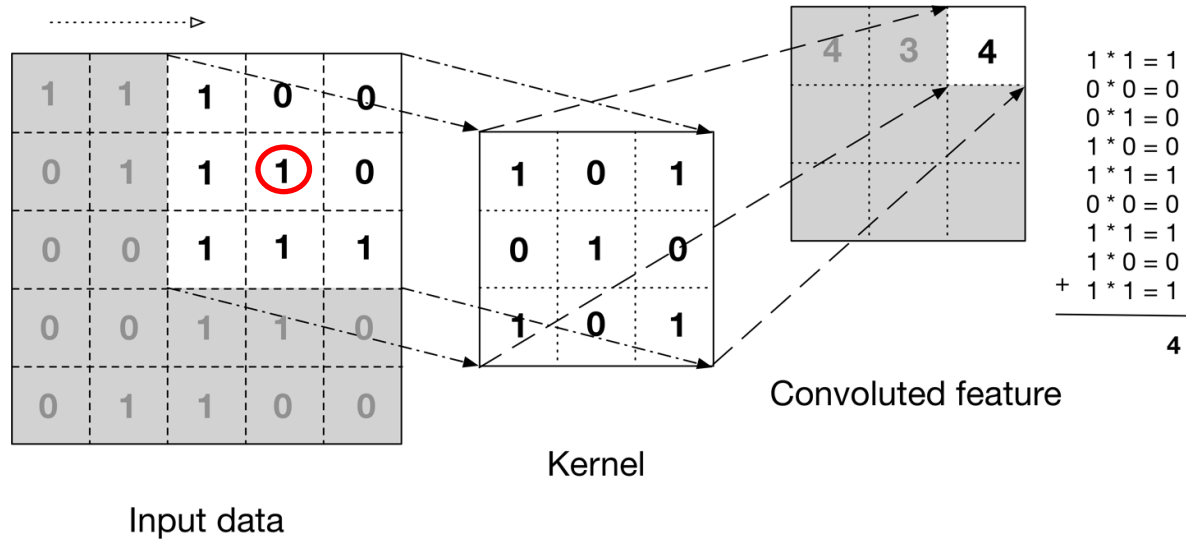 1 1 1 0 0
0 1 1 1 0
0 0 1 1 1
0 0 1 1 0
0 1 1 0 0
Input data
1 0 1
0 1 0
1 0 1
Kernel
4 3 4
Convoluted feature
1 * 1 = 1
0 * 0 = 0
0 * 1 = 0
1 * 0 = 0
1 * 1 = 1
0 * 0 = 0
1 * 1 = 1
1 * 0 = 0
+ 1 * 1 = 1
4